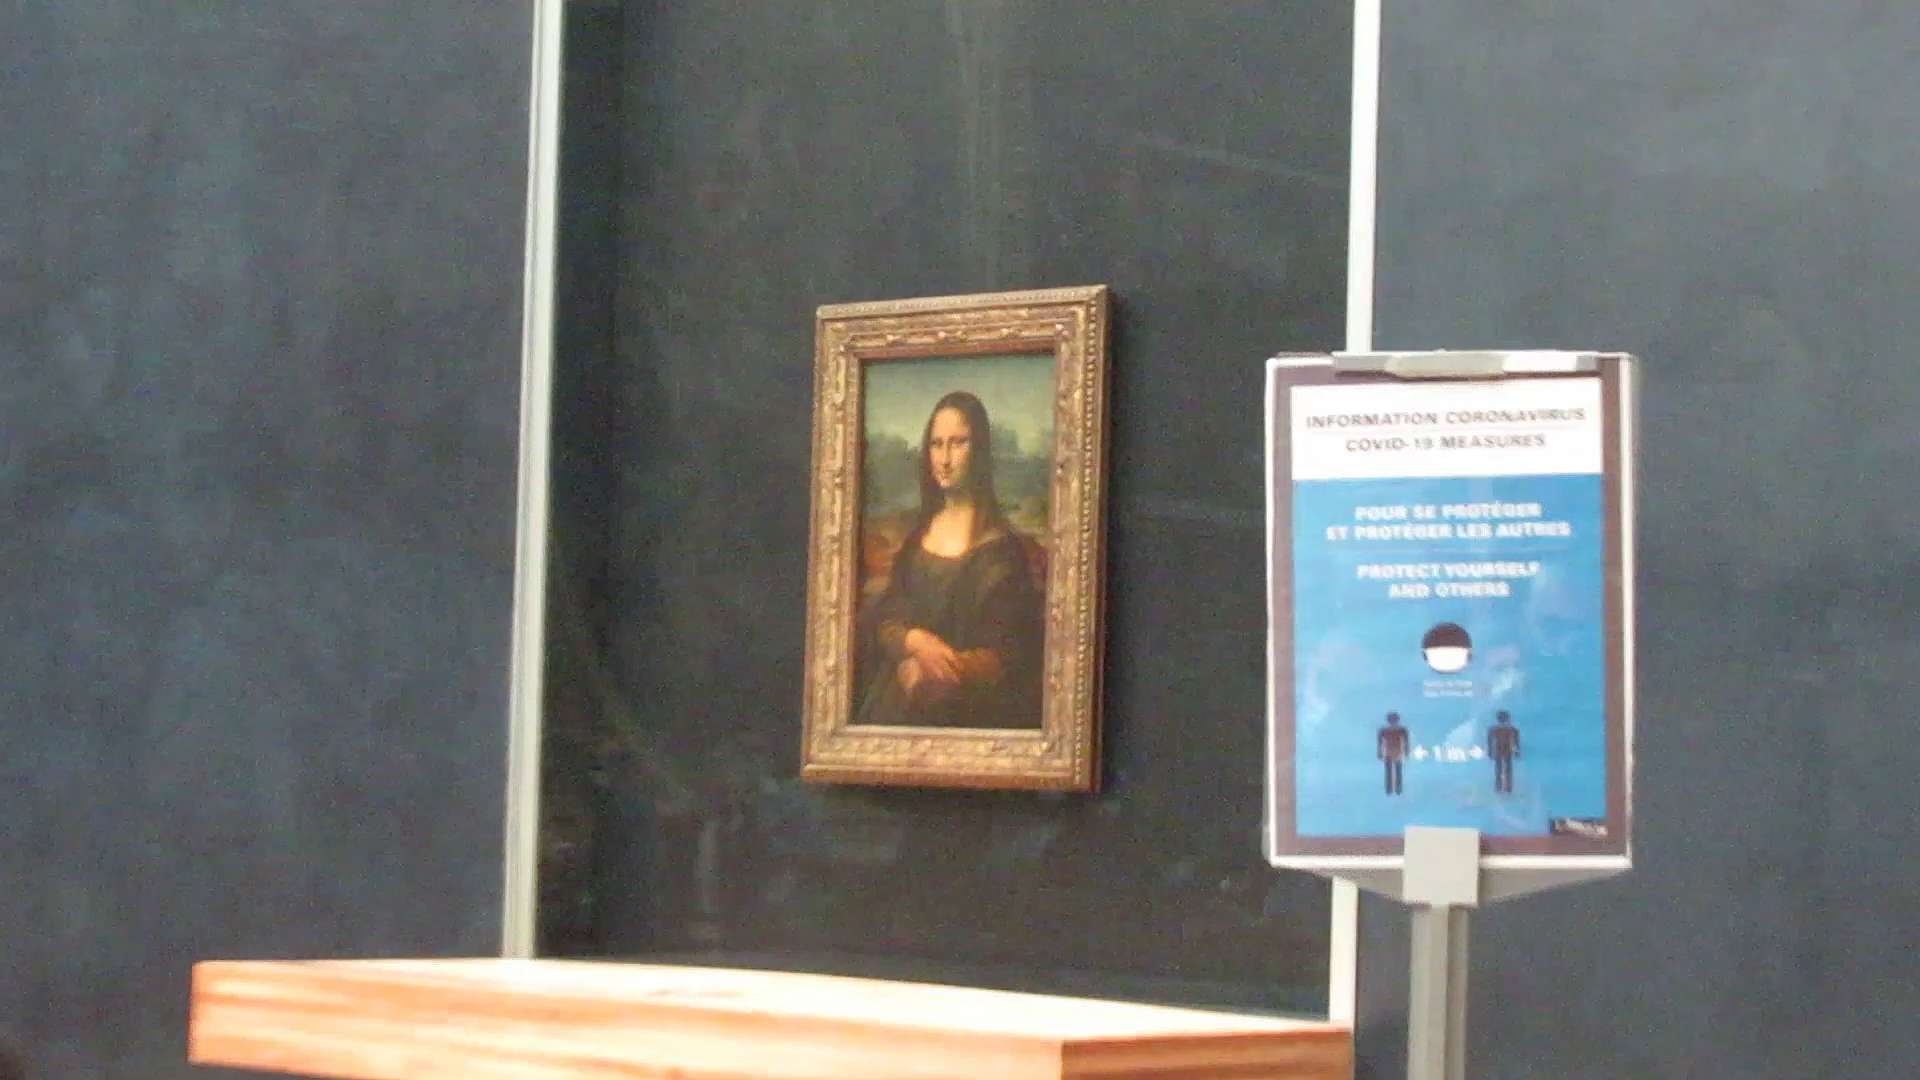 INFORMATION CORONAVIRUS
COVID-19 MEASURES
POUR SE PROTÉGER
ET PROTÉGER LES AUTRES
PROTECT YOURSELF
AND OTHERS
1 m